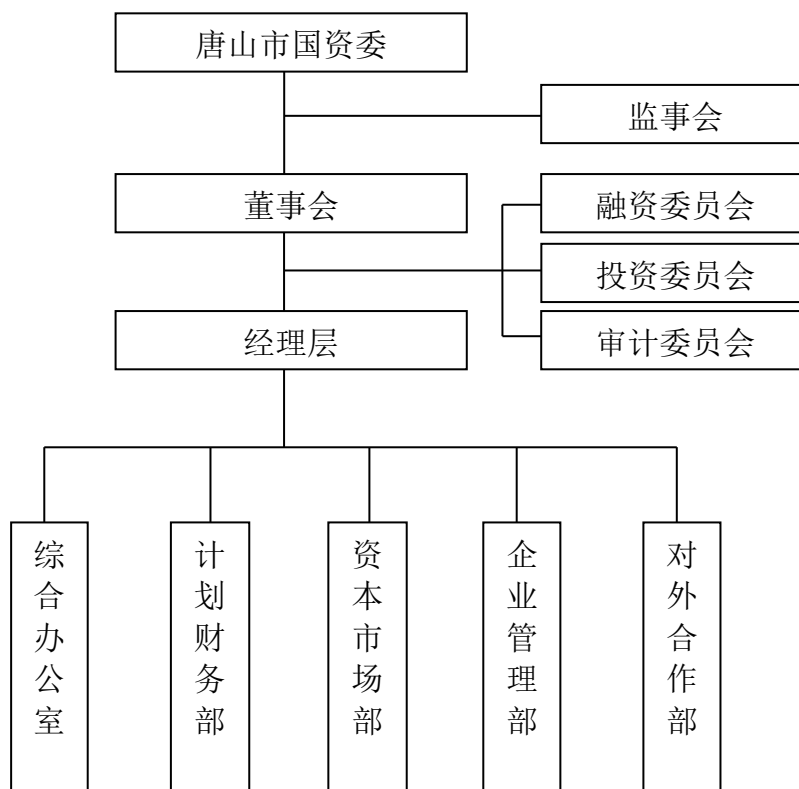 唐山市国资委
监事会
董事会
融资委员会
投资委员会
经理层
审计委员会
综合办公室
计划财务部
资本市场部
企业管理部
对外合作部